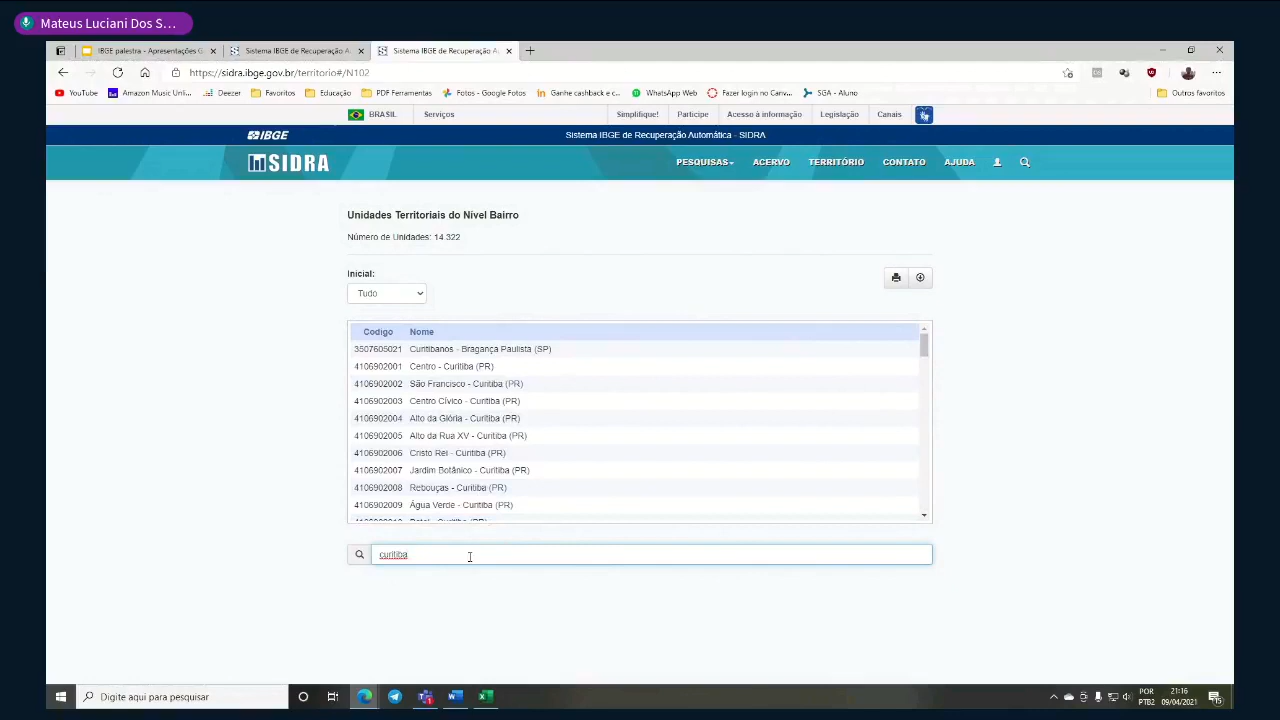 Mateus Luciani Dos S...
IBGE palestra - Apresentações G
Sistema IBGE de Recuperação A
Sistema IBGE de Recuperação A
https://sidra.ibge.gov.br/territorio#/N102
YouTube
Amazon Music Unli...
Deezer
Favoritos
Educação
PDF Ferramentas
Fotos - Google Fotos
Ganhe cashback e c...
WhatsApp Web
Fazer login no Canv...
SGA - Aluno
Outros favoritos
BRASIL
Serviços
Simplifique!
Participe
Acesso à informação
Legislação
Canais
IBGE
Sistema IBGE de Recuperação Automática - SIDRA
SIDRA
PESQUISAS
ACERVO
TERRITÓRIO
CONTATO
AJUDA
Unidades Territoriais do Nível Bairro
Número de Unidades: 14 322
Inicial:
Tudo
Codigo Nome
3507605021 Curitibanos - Bragança Paulista (SP)
4106902001 Centro - Curitiba (PR)
4106902002 São Francisco - Curitiba (PR)
4106902003 Centro Cívico - Curitiba (PR)
4106902004 Alto da Glória - Curitiba (PR)
4106902005 Alto da Rua XV - Curitiba (PR)
4106902006 Cristo Rei - Curitiba (PR)
4106902007 Jardim Botânico - Curitiba (PR)
4106902008 Rebouças - Curitiba (PR)
4106902009 Água Verde - Curitiba (PR)
curitiba
Digite aqui para pesquisar
POR
PTB2
21:16
09/04/2021